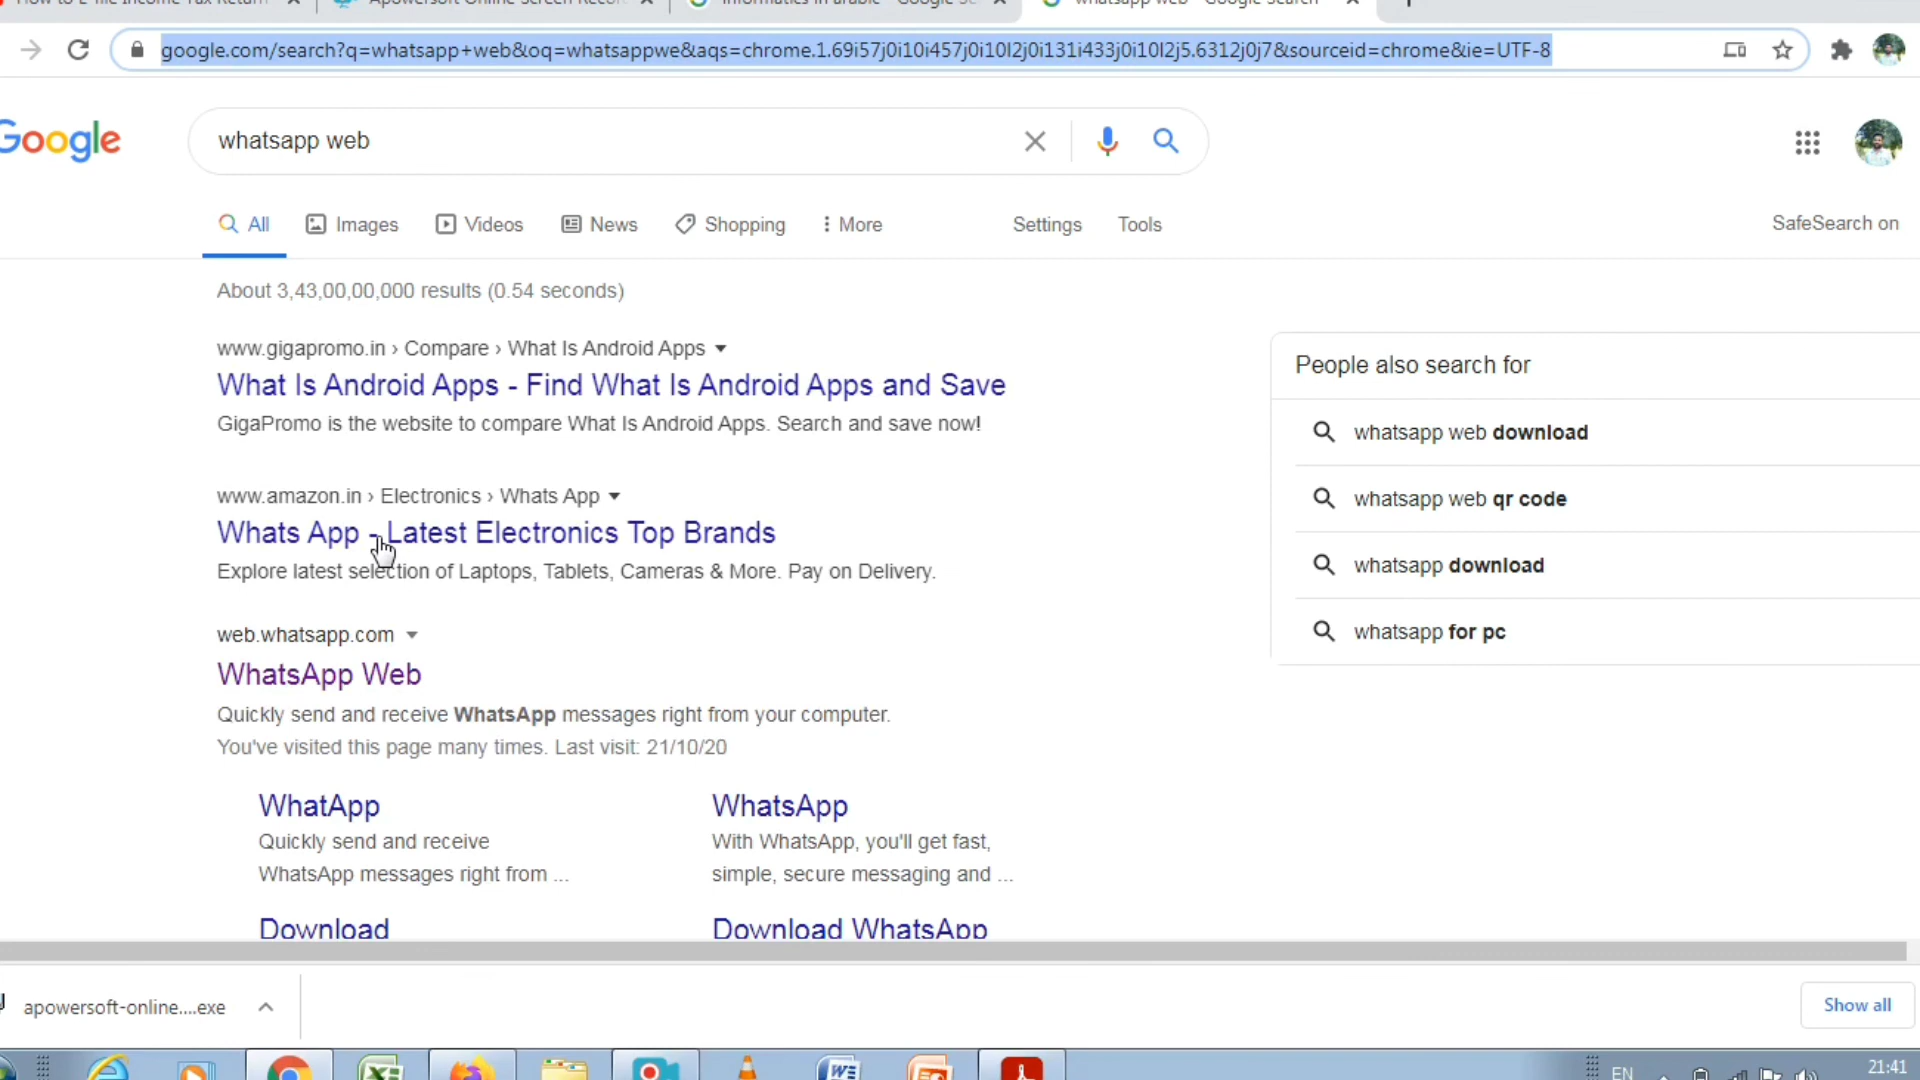 google.com/search?q=whatsapp+web&oq=whatsappwe&aqs=chrome.1.69i57j0i10i457j0i10l2j0i131i433j0i10l2j5.6312j0j7&sourceid=chrome&ie=UTF-8
Google
whatsapp web
All Images Videos News Shopping More Settings Tools SafeSearch on
About 3,43,00,00,000 results (0.54 seconds)
www.gigapromo.in › Compare › What Is Android Apps
What Is Android Apps - Find What Is Android Apps and Save
GigaPromo is the website to compare What Is Android Apps. Search and save now!
www.amazon.in › Electronics › Whats App
Whats App - Latest Electronics Top Brands
Explore latest selection of Laptops, Tablets, Cameras & More. Pay on Delivery.
web.whatsapp.com
WhatsApp Web
Quickly send and receive WhatsApp messages right from your computer.
You've visited this page many times. Last visit: 21/10/20
WhatApp
Quickly send and receive
WhatsApp messages right from ...
WhatsApp
With WhatsApp, you'll get fast,
simple, secure messaging and ...
Download
Download WhatsApp
People also search for
whatsapp web download
whatsapp web qr code
whatsapp download
whatsapp for pc
apowersoft-online....exe
Show all
EN
21:41